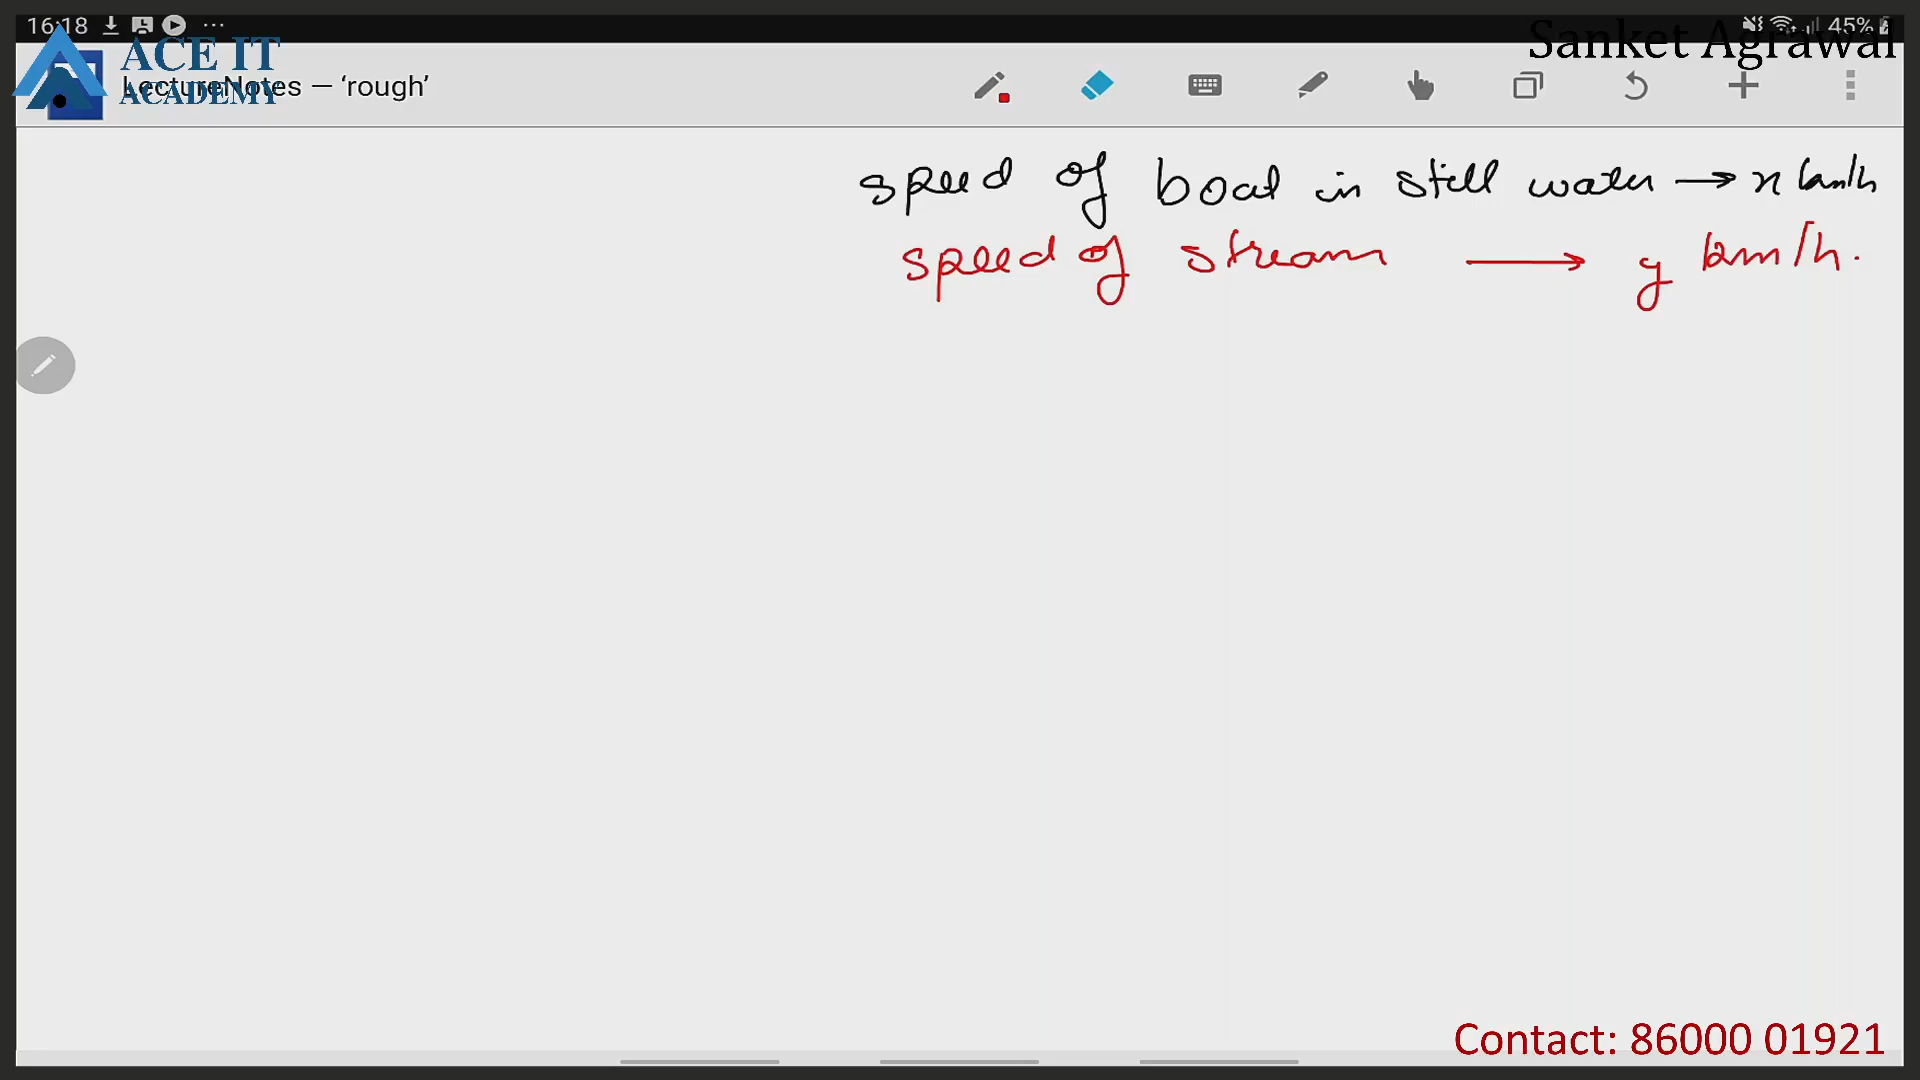 16:18
45%
Sanket Agrawal
ACE IT
ACADEMY
LectureNotes — ‘rough’
speed of boat in still water → x km/h
speed of stream → y km/h.
Contact: 86000 01921